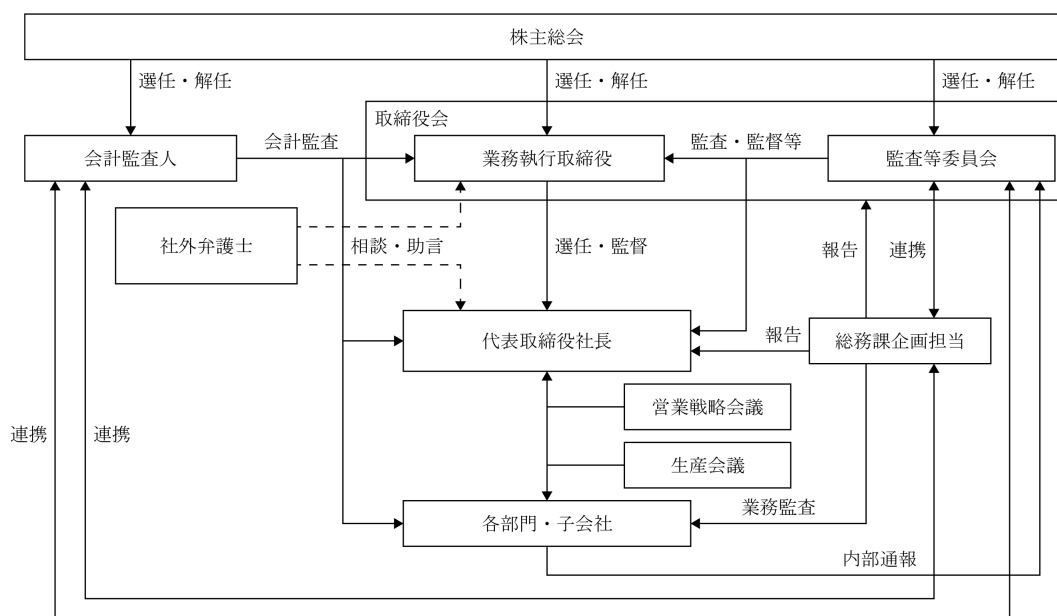 株主総会
選任・解任
選任・解任
選任・解任
取締役会
会計監査人
会計監査
業務執行取締役
監査・監督等
監査等委員会
社外弁護士
相談・助言
選任・監督
報告
連携
代表取締役社長
報告
総務課企画担当
営業戦略会議
連携
連携
生産会議
各部門・子会社
業務監査
内部通報